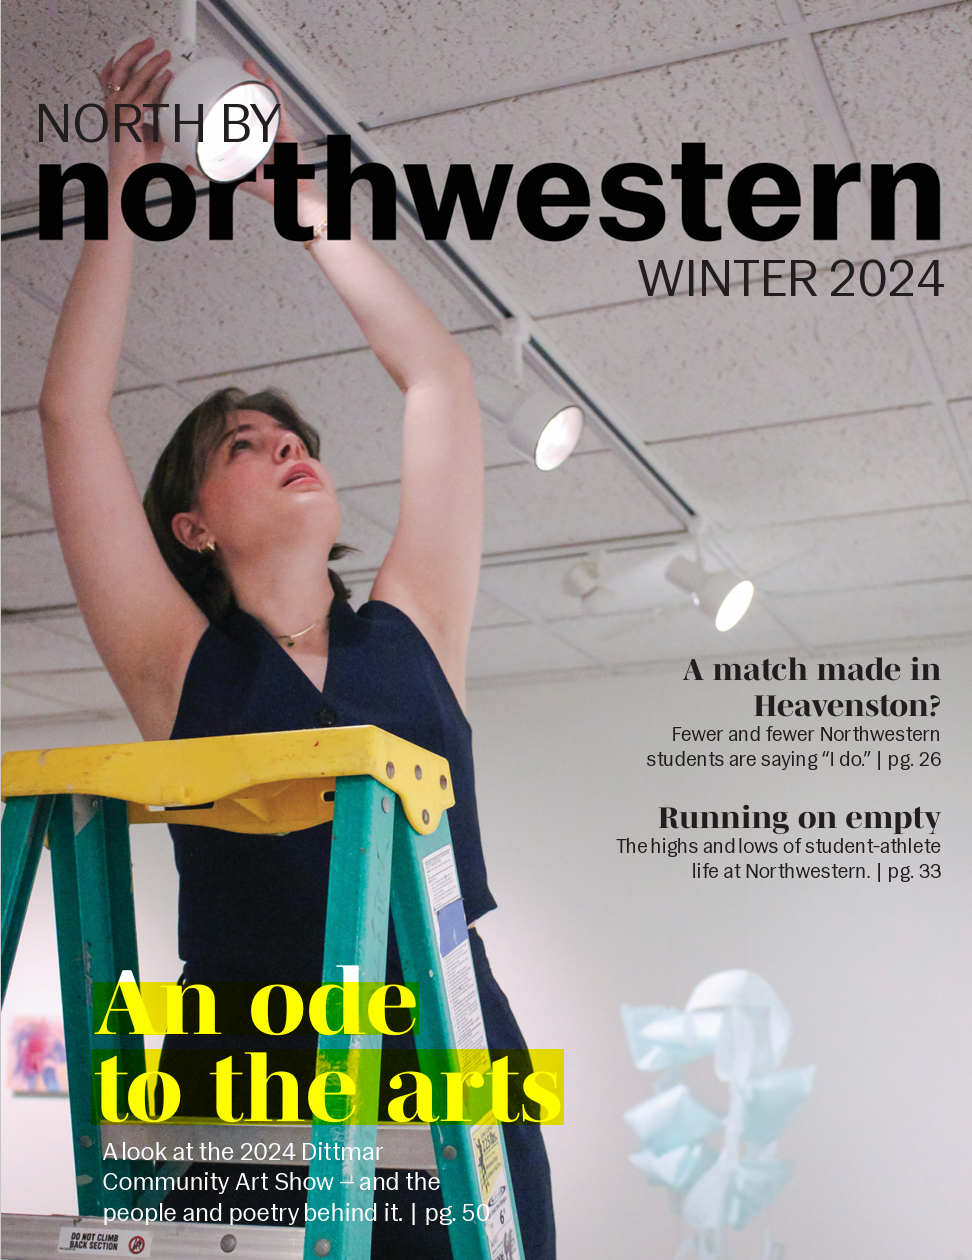 NORTH BY
northwestern
WINTER 2024
A match made in
Heavenston?
Fewer and fewer Northwestern
students are saying “I do.” | pg. 26
Running on empty
The highs and lows of student-athlete
life at Northwestern. | pg. 33
An ode
to the arts
A look at the 2024 Dittmar
Community Art Show — and the
people and poetry behind it. | pg. 50
DO NOT CLIMB
BACK SECTION
6'